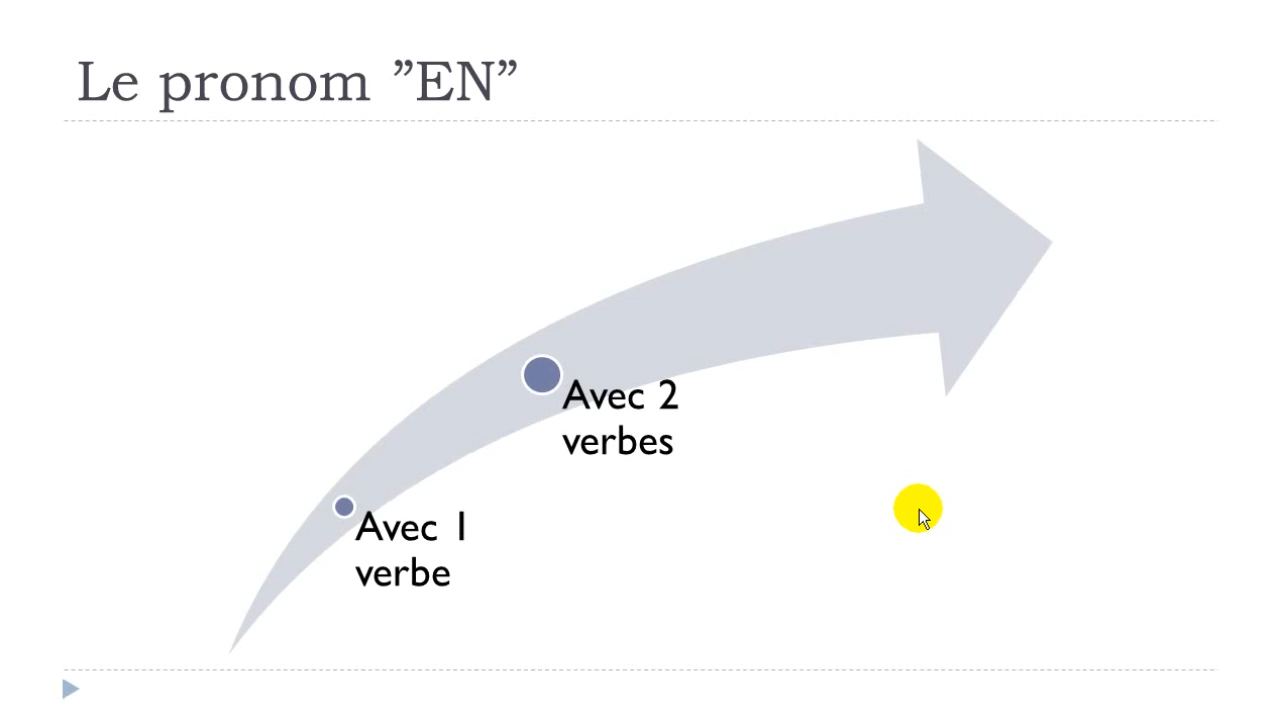 Le pronom ”EN”
Avec 2
verbes
Avec 1
verbe